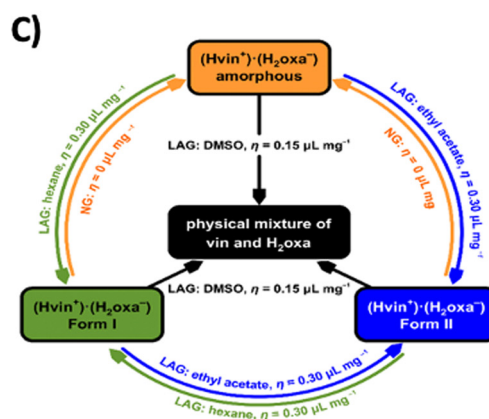 C)
(Hvin⁺)·(H₂oxa⁻)
amorphous
LAG: hexane, η = 0.30 μL mg⁻¹
NG: η = 0 μL mg⁻¹
LAG: ethyl acetate, η = 0.30 μL mg⁻¹
NG: η = 0 μL mg
LAG: DMSO, η = 0.15 μL mg⁻¹
physical mixture of
vin and H₂oxa
(Hvin⁺)·(H₂oxa⁻)
Form I
LAG: DMSO, η = 0.15 μL mg⁻¹
(Hvin⁺)·(H₂oxa⁻)
Form II
LAG: ethyl acetate, η = 0.30 μL mg⁻¹
LAG: hexane, η = 0.30 μL mg⁻¹